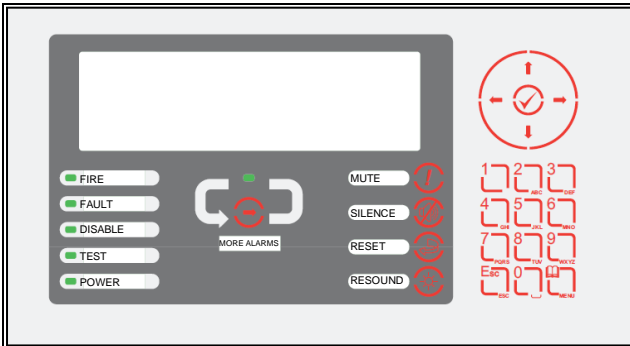 FIRE
FAULT
DISABLE
TEST
POWER
MORE ALARMS
MUTE
SILENCE
RESET
RESOUND
1 2 ABC 3 DEF
4 GHI 5 JKL 6 MNO
7 PQRS 8 TUV 9 WXYZ
Esc ESC 0 MENU